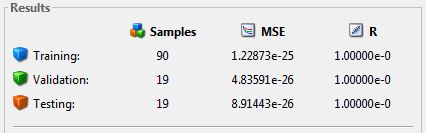 Results
Samples MSE R
Training: 90 1.22873e-25 1.00000e-0
Validation: 19 4.83591e-26 1.00000e-0
Testing: 19 8.91443e-26 1.00000e-0